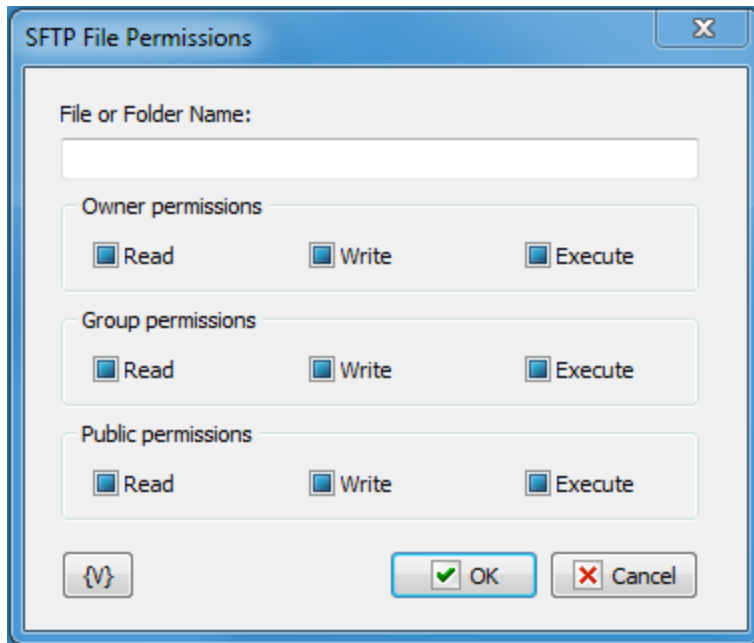 SFTP File Permissions
File or Folder Name:
Owner permissions
Read Write Execute
Group permissions
Read Write Execute
Public permissions
Read Write Execute
{V} OK Cancel